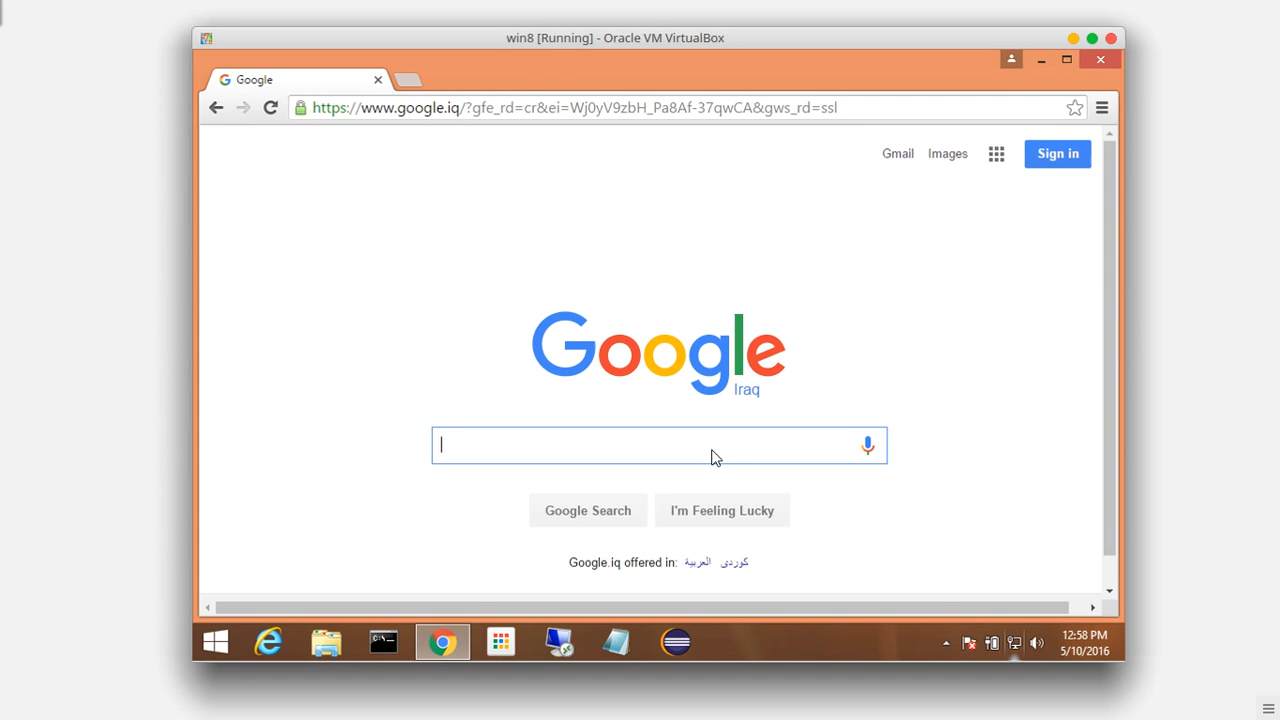 win8 [Running] - Oracle VM VirtualBox
Google
https://www.google.iq/?gfe_rd=cr&ei=Wj0yV9zbH_Pa8Af-37qwCA&gws_rd=ssl
Gmail Images Sign in
Google
Iraq
Google Search I'm Feeling Lucky
Google.iq offered in: العربية كوردی
12:58 PM
5/10/2016